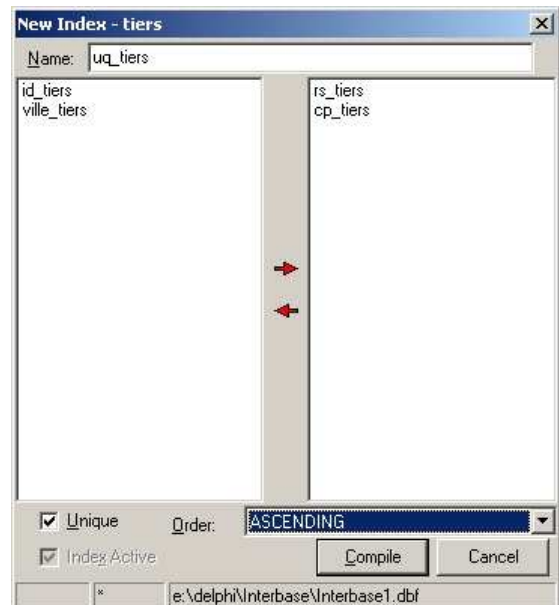 New Index - tiers
Name: uq_tiers
id_tiers
ville_tiers
rs_tiers
cp_tiers
Unique
Order: ASCENDING
Index Active
Compile
Cancel
* e:\delphi\Interbase\Interbase1.dbf